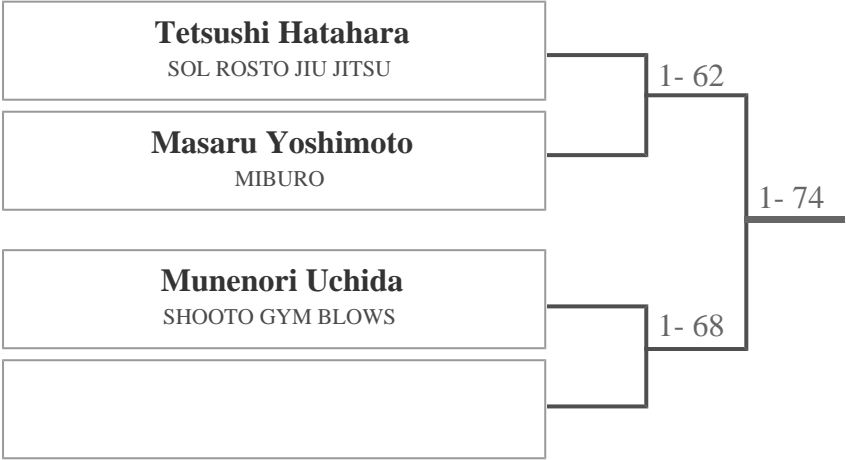 Tetsushi Hatahara
SOL ROSTO JIU JITSU
1- 62
Masaru Yoshimoto
MIBURO
1- 74
Munenori Uchida
SHOOTO GYM BLOWS
1- 68